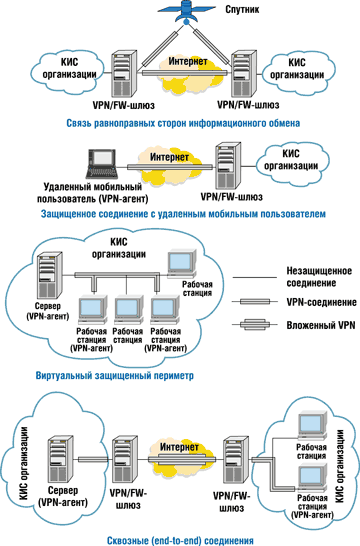 Спутник
КИС
организации
Интернет
КИС
организации
VPN/FW-шлюз
VPN/FW-шлюз
Связь равноправных сторон информационного обмена
Интернет
КИС
организации
Удаленный мобильный
пользователь (VPN-агент)
VPN/FW-шлюз
Защищенное соединение с удаленным мобильным пользователем
КИС
организации
Сервер
(VPN-агент)
Рабочая
станция
Рабочая
станция
(VPN-агент)
Рабочая
станция
Рабочая
станция
(VPN-агент)
Незащищенное
соединение
VPN-соединение
Вложенный VPN
Виртуальный защищенный периметр
КИС организации
Сервер
(VPN-агент)
VPN/FW-
шлюз
Интернет
VPN/FW-
шлюз
Рабочая
станция
Рабочая
станция
(VPN-агент)
КИС организации
Сквозные (end-to-end) соединения